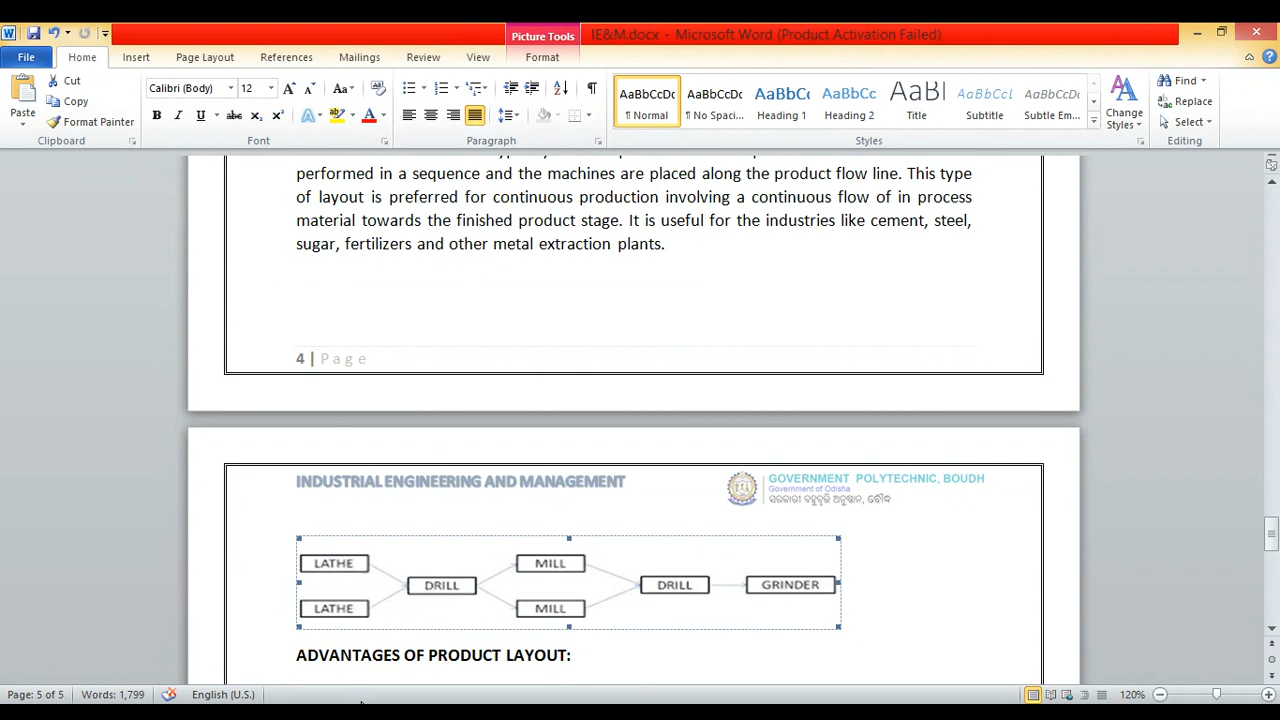 Picture Tools
IE&M.docx - Microsoft Word (Product Activation Failed)
File Home Insert Page Layout References Mailings Review View Format
Paste
Cut
Copy
Format Painter
Clipboard
Calibri (Body) 12
Font
Paragraph
AaBbCcDc AaBbCcDc AaBbCc AaBbCc AaBl AaBbCcl AaBbCcDc
¶ Normal ¶ No Spaci... Heading 1 Heading 2 Title Subtitle Subtle Em...
Styles
Change
Styles
Find
Replace
Select
Editing
performed in a sequence and the machines are placed along the product flow line. This type
of layout is preferred for continuous production involving a continuous flow of in process
material towards the finished product stage. It is useful for the industries like cement, steel,
sugar, fertilizers and other metal extraction plants.
4 | Page
INDUSTRIAL ENGINEERING AND MANAGEMENT
GOVERNMENT POLYTECHNIC, BOUDH
Government of Odisha
ସରକାରୀ ବହୁବୃତ୍ତି ଅନୁଷ୍ଠାନ, ବୌଦ୍ଧ
LATHE MILL
DRILL DRILL GRINDER
LATHE MILL
ADVANTAGES OF PRODUCT LAYOUT:
Page: 5 of 5 Words: 1,799 English (U.S.) 120%